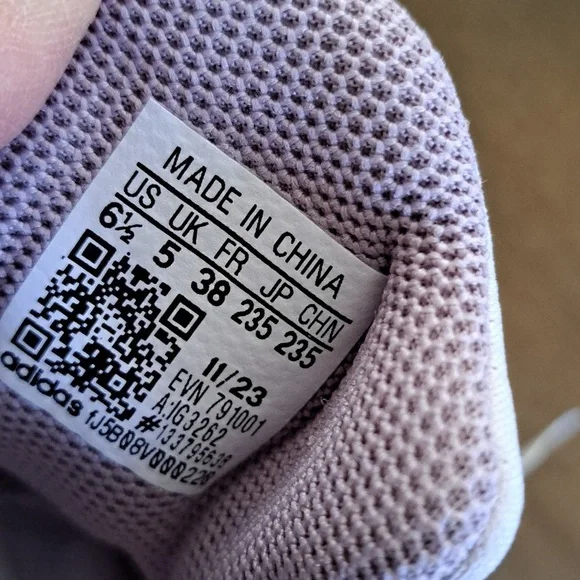 MADE IN CHINA
US UK FR JP CHN
6½ 5 38 235 235
11/23
EVN 791001
A:IG3262
#133795638
adidas